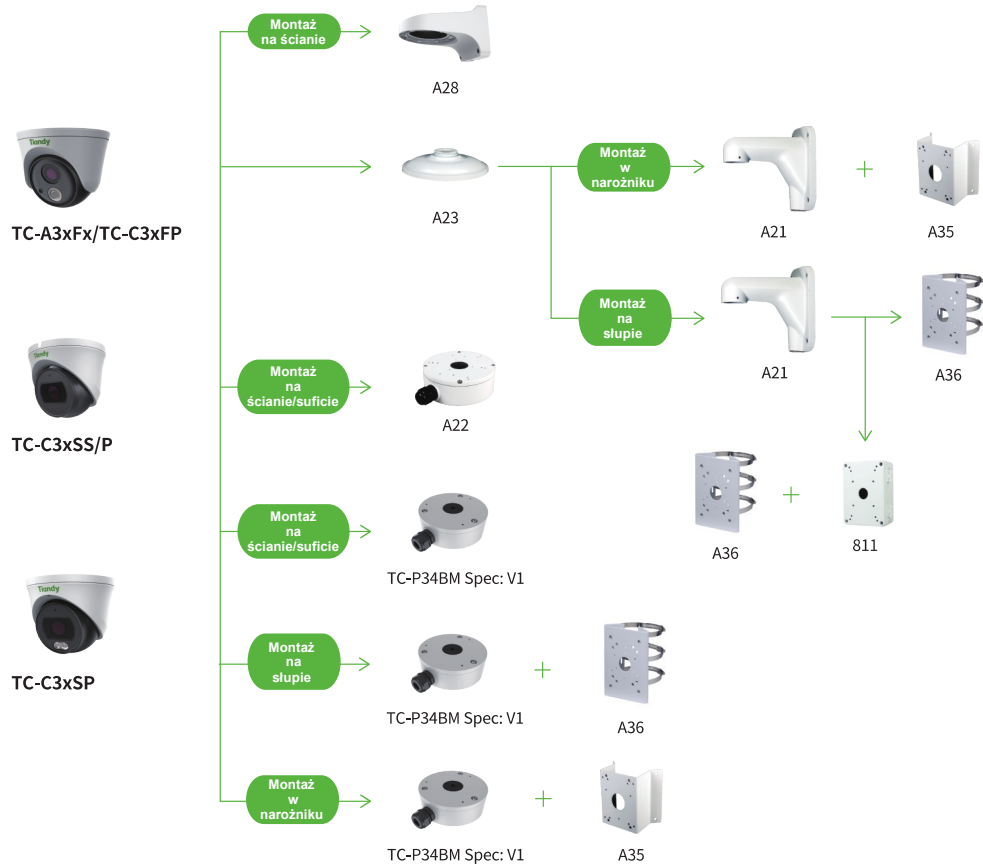 Montaż
na ścianie
A28
Tiandy
TC-A3xFx/TC-C3xFP
A23
Montaż
w
narożniku
A21
+
A35
Montaż
na
słupie
A21
A36
TC-C3xSS/P
Montaż
na
ścianie/suficie
A22
A36
+
811
Montaż
na
ścianie/suficie
TC-P34BM Spec: V1
Tiandy
TC-C3xSP
Montaż
na
słupie
TC-P34BM Spec: V1
+
A36
Montaż
w
narożniku
TC-P34BM Spec: V1
+
A35